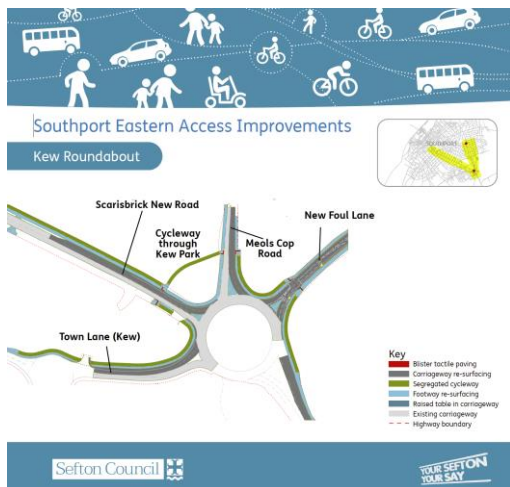 Southport Eastern Access Improvements
Kew Roundabout
SOUTHPORT
Scarisbrick New Road
Cycleway
through
Kew Park
Meols Cop
Road
New Foul Lane
Town Lane (Kew)
Key
Blister tactile paving
Carriageway re-surfacing
Segregated cycleway
Footway re-surfacing
Raised table in carriageway
Existing carriageway
Highway boundary
Sefton Council
YOUR SEFTON
YOUR SAY